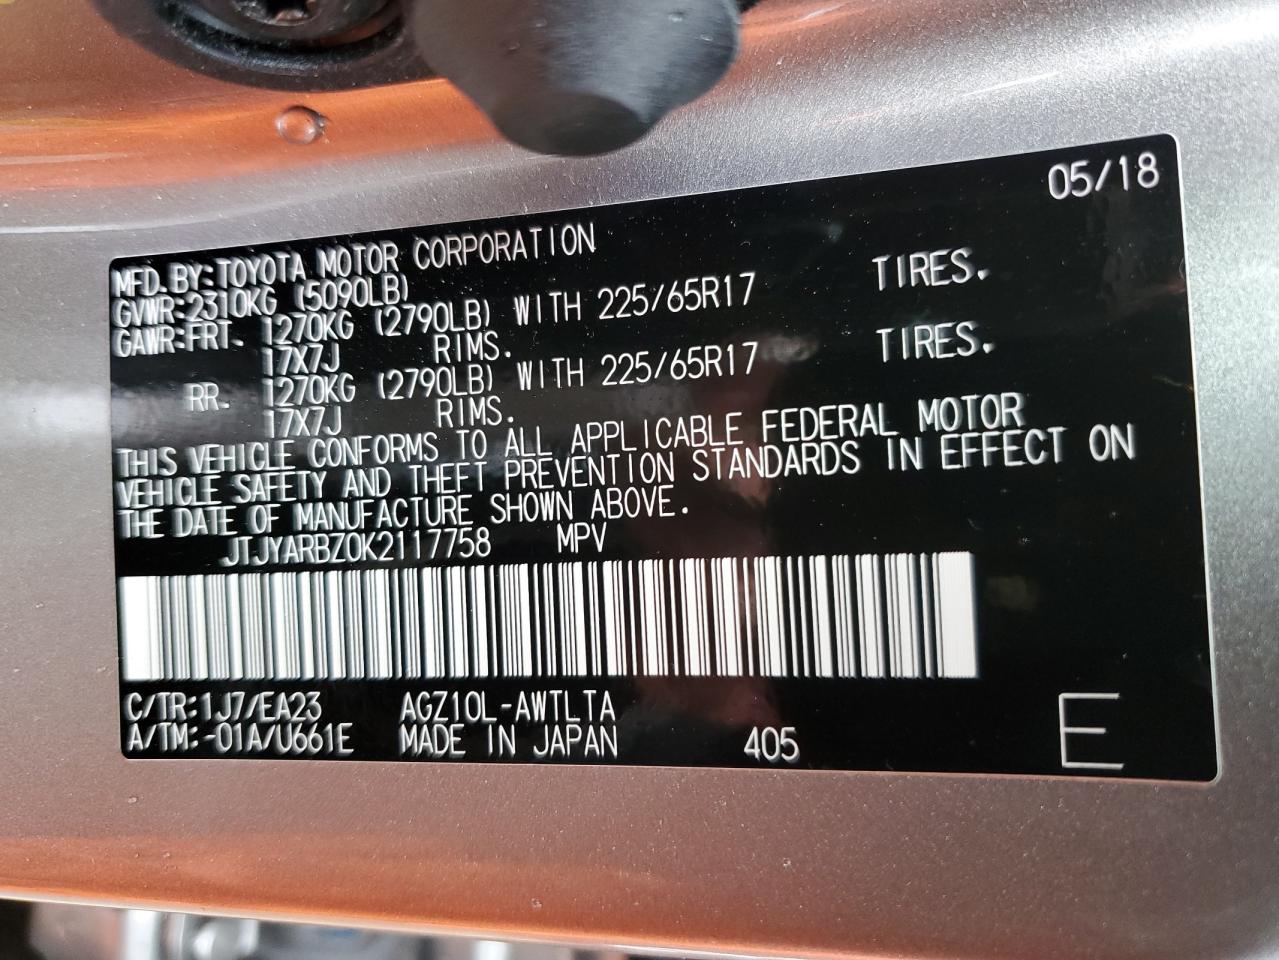 05/18
MFD.BY:TOYOTA MOTOR CORPORATION
GVWR:2310KG (5090LB)
GAWR:FRT. 1270KG (2790LB) WITH 225/65R17 TIRES.
17X7J RIMS.
RR. 1270KG (2790LB) WITH 225/65R17 TIRES.
17X7J RIMS.
THIS VEHICLE CONFORMS TO ALL APPLICABLE FEDERAL MOTOR
VEHICLE SAFETY AND THEFT PREVENTION STANDARDS IN EFFECT ON
THE DATE OF MANUFACTURE SHOWN ABOVE.
JTJYARBZ0K2117758 MPV
C/TR:1J7/EA23 AGZ10L-AWTLTA
A/TM:-01A/U661E MADE IN JAPAN 405 E